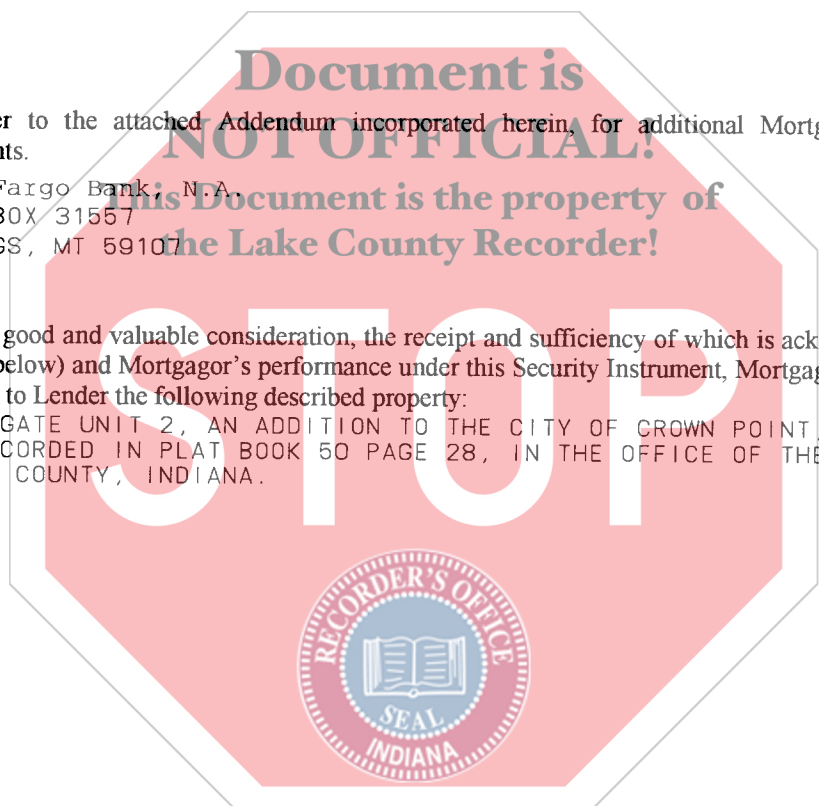 Document is
er to the attached Addendum incorporated herein, for additional Mortg
NOT OFFICIAL!
nts.
Fargo Bank, N.A.
This Document is the property of
BOX 31557
GS, MT 59107
the Lake County Recorder!
good and valuable consideration, the receipt and sufficiency of which is ack
below) and Mortgagor's performance under this Security Instrument, Mortgag
to Lender the following described property:
GATE UNIT 2, AN ADDITION TO THE CITY OF CROWN POINT,
CORDED IN PLAT BOOK 50 PAGE 28, IN THE OFFICE OF THE
COUNTY, INDIANA.
STOP
RECORDER'S OFFICE
SEAL
INDIANA